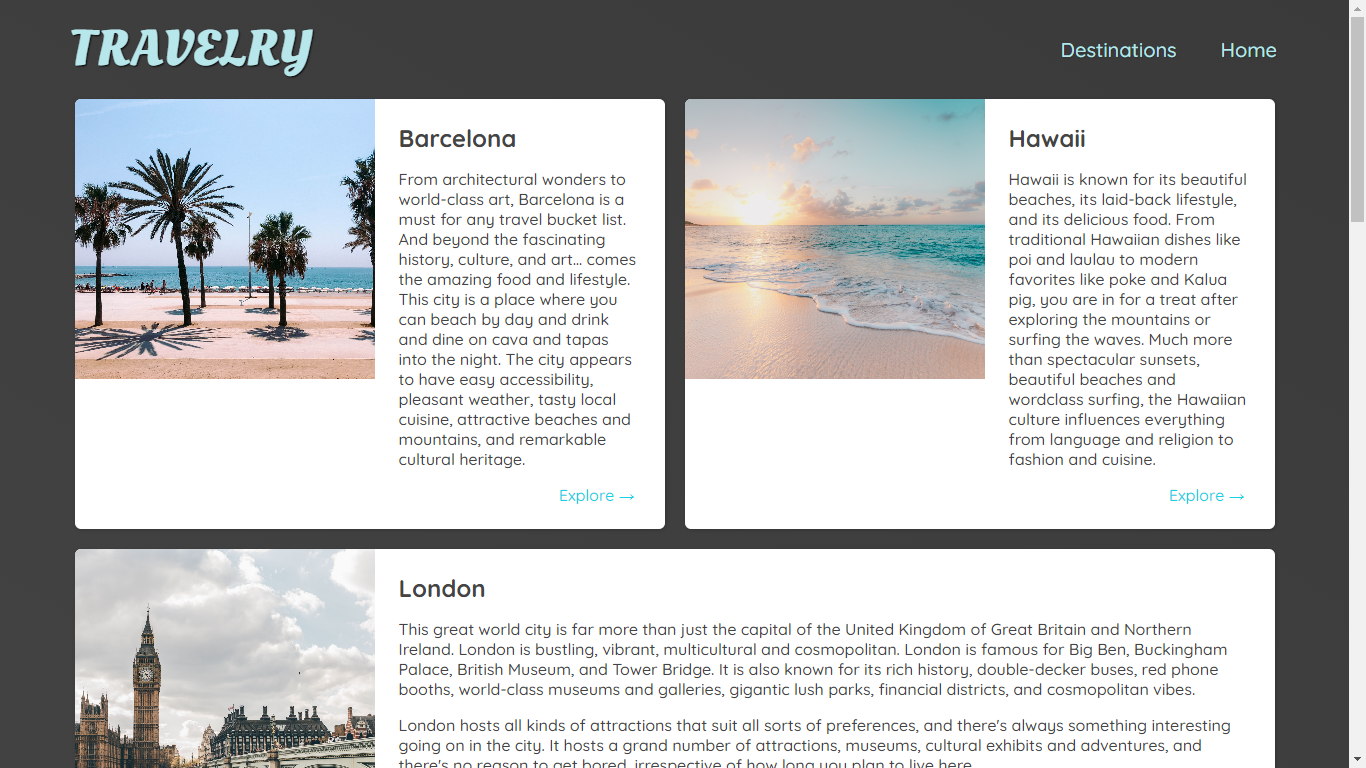 TRAVELRY
Destinations
Home
Barcelona
From architectural wonders to
world-class art, Barcelona is a
must for any travel bucket list.
And beyond the fascinating
history, culture, and art... comes
the amazing food and lifestyle.
This city is a place where you
can beach by day and drink
and dine on cava and tapas
into the night. The city appears
to have easy accessibility,
pleasant weather, tasty local
cuisine, attractive beaches and
mountains, and remarkable
cultural heritage.
Explore →
Hawaii
Hawaii is known for its beautiful
beaches, its laid-back lifestyle,
and its delicious food. From
traditional Hawaiian dishes like
poi and laulau to modern
favorites like poke and Kalua
pig, you are in for a treat after
exploring the mountains or
surfing the waves. Much more
than spectacular sunsets,
beautiful beaches and
wordclass surfing, the Hawaiian
culture influences everything
from language and religion to
fashion and cuisine.
Explore →
London
This great world city is far more than just the capital of the United Kingdom of Great Britain and Northern
Ireland. London is bustling, vibrant, multicultural and cosmopolitan. London is famous for Big Ben, Buckingham
Palace, British Museum, and Tower Bridge. It is also known for its rich history, double-decker buses, red phone
booths, world-class museums and galleries, gigantic lush parks, financial districts, and cosmopolitan vibes.
London hosts all kinds of attractions that suit all sorts of preferences, and there's always something interesting
going on in the city. It hosts a grand number of attractions, museums, cultural exhibits and adventures, and
there's no reason to get bored, irrespective of how long you plan to live here.